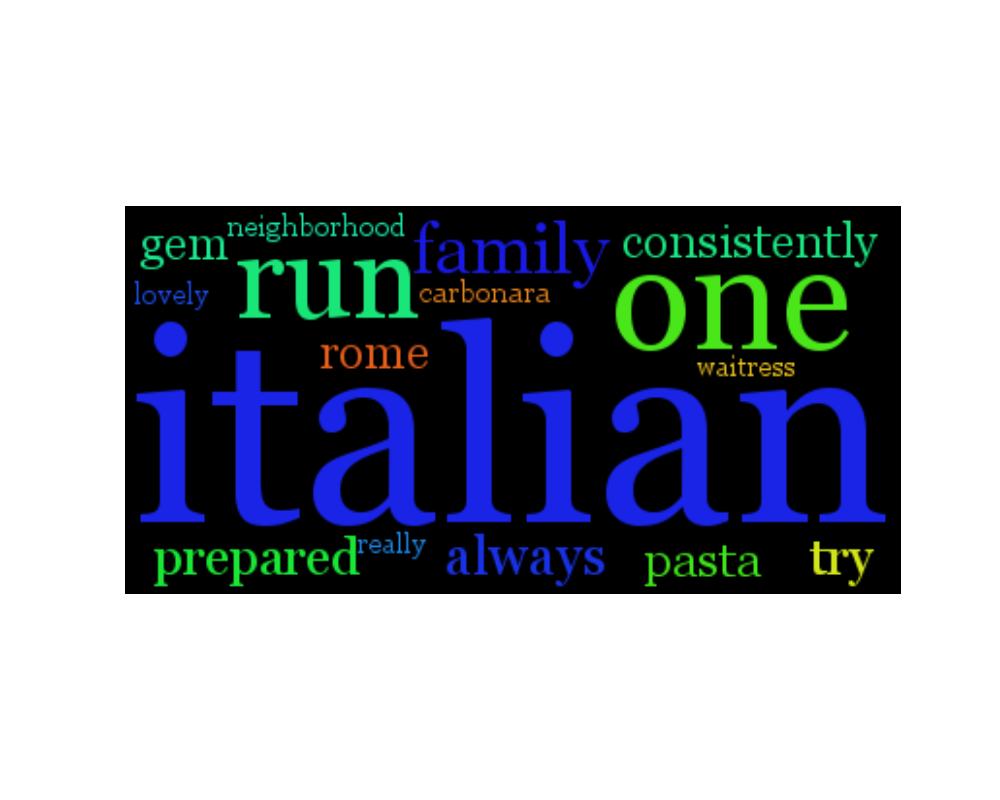 neighborhood
gem
family
consistently
run
lovely
carbonara
one
rome
waitress
italian
prepared
really
always
pasta
try